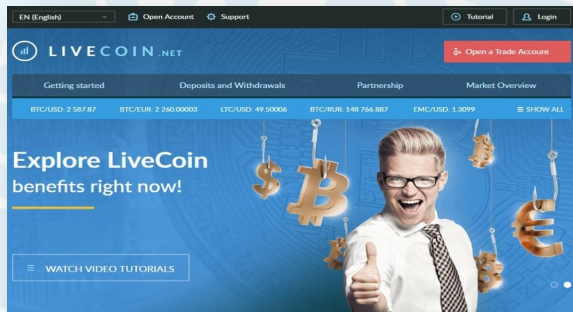 EN (English) Open Account Support Tutorial Login
LIVECOIN.NET Open a Trade Account
Getting started Deposits and Withdrawals Partnership Market Overview
BTC/USD: 2 587.87 BTC/EUR: 2 260.00003 LTC/USD: 49.50006 BTC/RUR: 148 766.887 EMC/USD: 1.3099 SHOW ALL
Explore LiveCoin
benefits right now!
WATCH VIDEO TUTORIALS